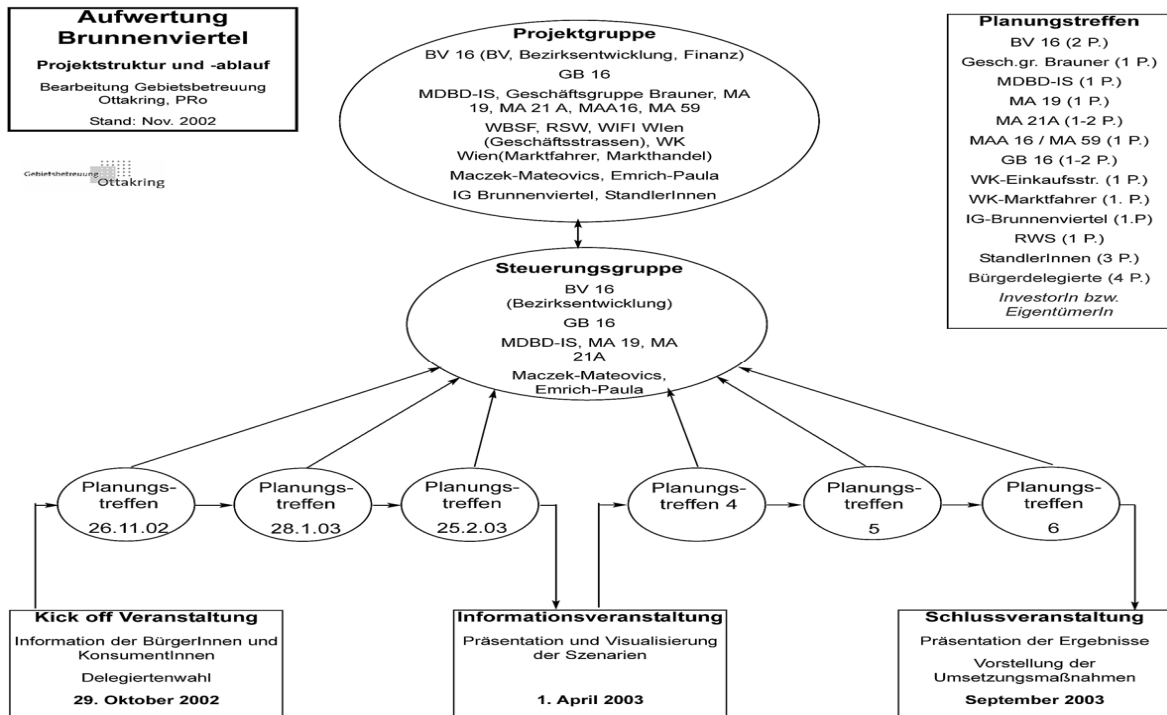 Aufwertung
Brunnenviertel
Projektstruktur und -ablauf
Bearbeitung Gebietsbetreuung
Ottakring, PRo
Stand: Nov. 2002
Gebietsbetreuung
Ottakring
Projektgruppe
BV 16 (BV, Bezirksentwicklung, Finanz)
GB 16
MDBD-IS, Geschäftsgruppe Brauner, MA
19, MA 21 A, MAA16, MA 59
WBSF, RSW, WIFI WIen
(Geschäftsstrassen), WK
Wien(Marktfahrer, Markthandel)
Maczek-Mateovics, Emrich-Paula
IG Brunnenviertel, StandlerInnen
Planungstreffen
BV 16 (2 P.)
Gesch.gr. Brauner (1 P.)
MDBD-IS (1 P.)
MA 19 (1 P.)
MA 21A (1-2 P.)
MAA 16 / MA 59 (1 P.)
GB 16 (1-2 P.)
WK-Einkaufsstr. (1 P.)
WK-Marktfahrer (1. P.)
IG-Brunnenviertel (1.P)
RWS (1 P.)
StandlerInnen (3 P.)
Bürgerdelegierte (4 P.)
InvestorIn bzw.
EigentümerIn
Steuerungsgruppe
BV 16
(Bezirksentwicklung)
GB 16
MDBD-IS, MA 19, MA
21A
Maczek-Mateovics,
Emrich-Paula
Planungs-
treffen
26.11.02
Planungs-
treffen
28.1.03
Planungs-
treffen
25.2.03
Planungs-
treffen 4
Planungs-
treffen
5
Planungs-
treffen
6
Kick off Veranstaltung
Information der BürgerInnen und
KonsumentInnen
Delegiertenwahl
29. Oktober 2002
Informationsveranstaltung
Präsentation und Visualisierung
der Szenarien
1. April 2003
Schlussveranstaltung
Präsentation der Ergebnisse
Vorstellung der
Umsetzungsmaßnahmen
September 2003